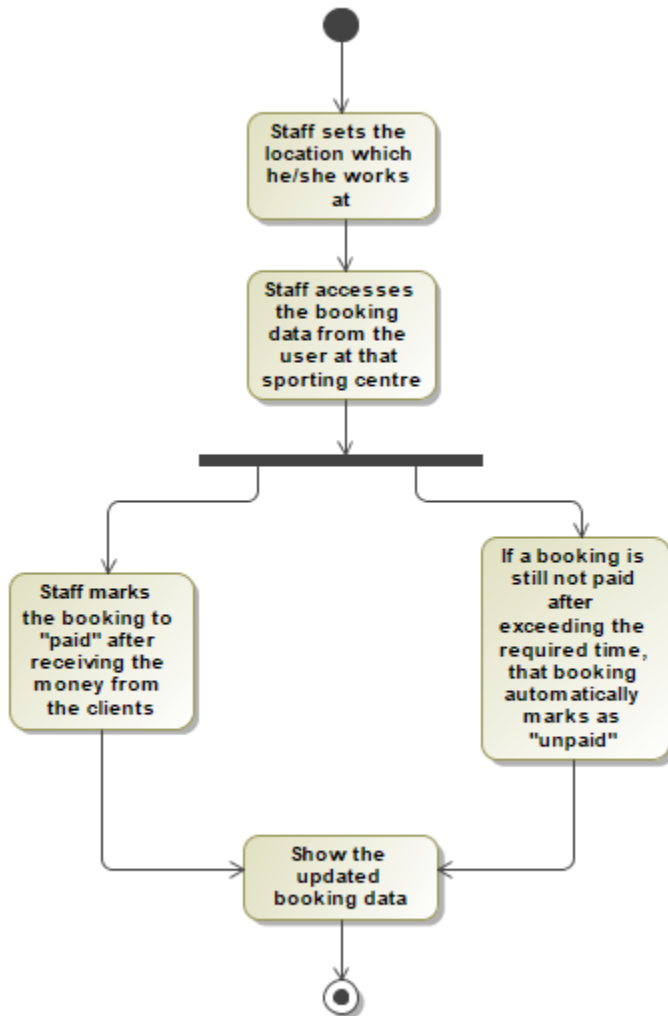 Staff sets the
location which
he/she works
at
Staff accesses
the booking
data from the
user at that
sporting centre
Staff marks
the booking to
"paid" after
receiving the
money from
the clients
If a booking is
still not paid
after
exceeding the
required time,
that booking
automatically
marks as
"unpaid"
Show the
updated
booking data